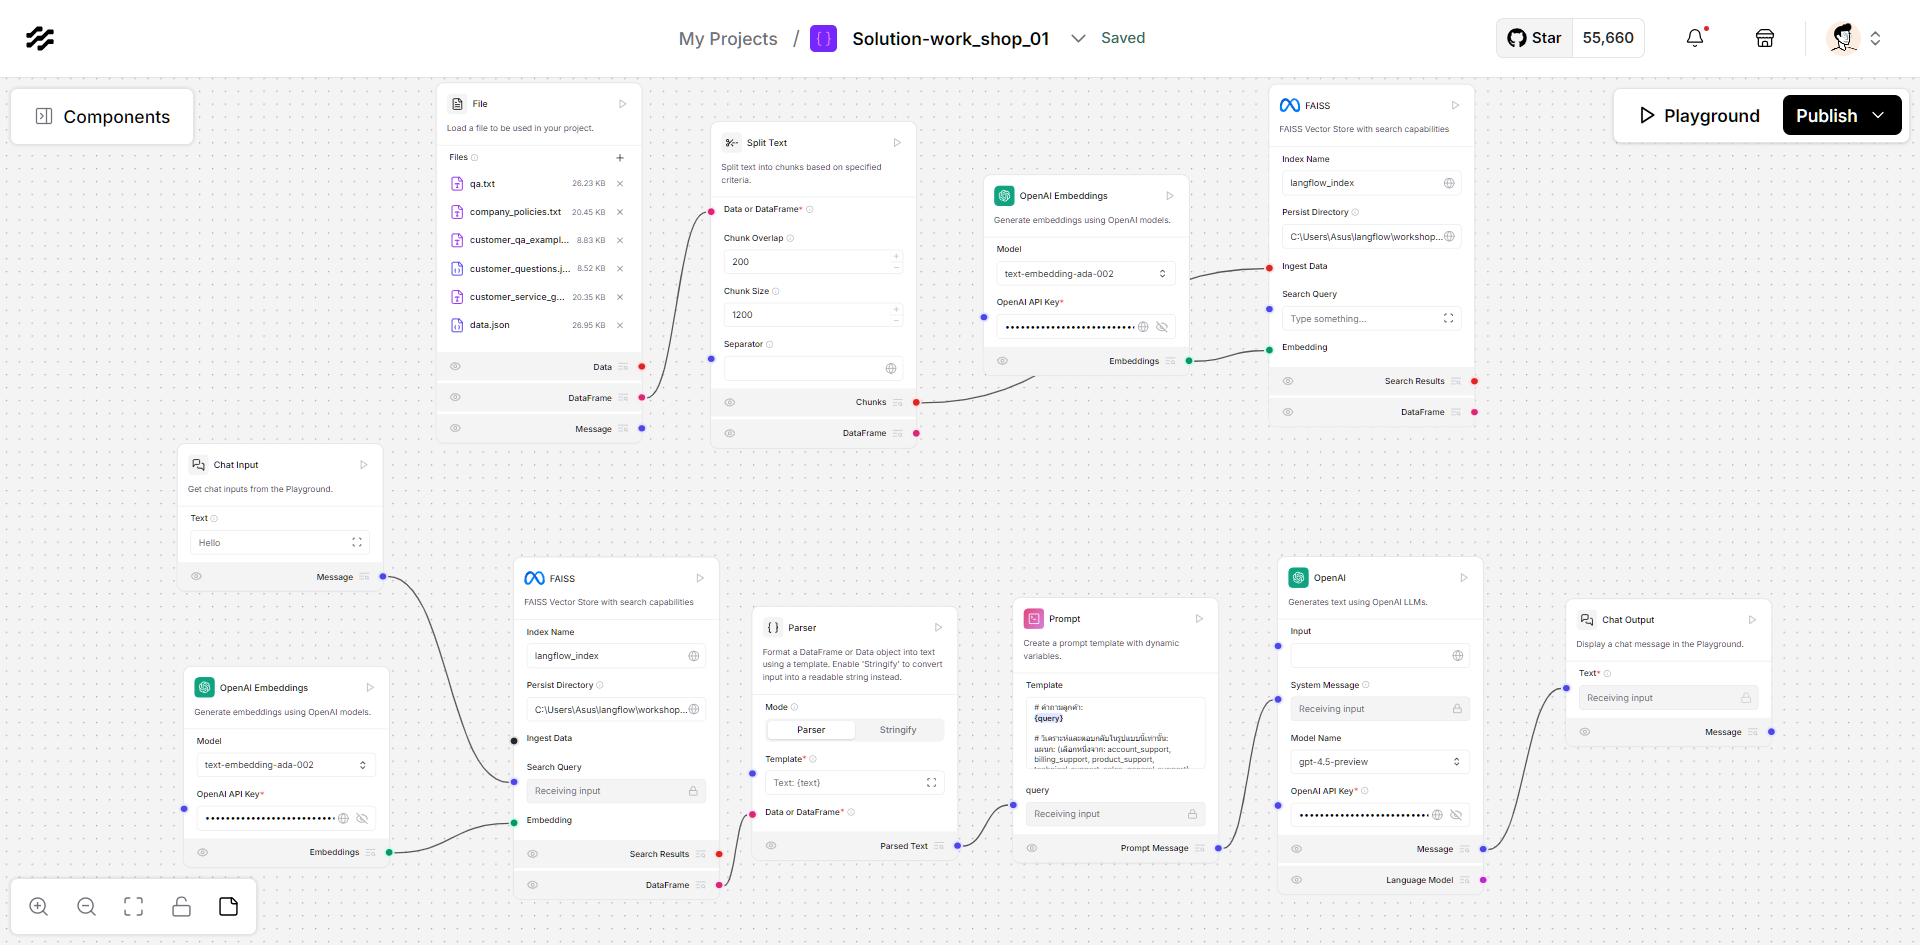 My Projects / Solution-work_shop_01 Saved
Star 55,660
Components
Playground
Publish
File
Load a file to be used in your project.
Files
qa.txt 26.23 KB
company_policies.txt 20.45 KB
customer_qa_exampl... 8.83 KB
customer_questions.j... 8.52 KB
customer_service_g... 20.35 KB
data.json 26.95 KB
Data
DataFrame
Message
Split Text
Split text into chunks based on specified
criteria.
Data or DataFrame*
Chunk Overlap
200
Chunk Size
1200
Separator
Chunks
DataFrame
OpenAI Embeddings
Generate embeddings using OpenAI models.
Model
text-embedding-ada-002
OpenAI API Key*
Embeddings
FAISS
FAISS Vector Store with search capabilities
Index Name
langflow_index
Persist Directory
C:\Users\Asus\langflow\workshop...
Ingest Data
Search Query
Type something...
Embedding
Search Results
DataFrame
Chat Input
Get chat inputs from the Playground.
Text
Hello
Message
OpenAI Embeddings
Generate embeddings using OpenAI models.
Model
text-embedding-ada-002
OpenAI API Key*
Embeddings
FAISS
FAISS Vector Store with search capabilities
Index Name
langflow_index
Persist Directory
C:\Users\Asus\langflow\workshop...
Ingest Data
Search Query
Receiving input
Embedding
Search Results
DataFrame
{ } Parser
Format a DataFrame or Data object into text
using a template. Enable 'Stringify' to convert
input into a readable string instead.
Mode
Parser Stringify
Template*
Text: {text}
Data or DataFrame*
Parsed Text
Prompt
Create a prompt template with dynamic
variables.
Template
# คำถามลูกค้า:
{query}
# วิเคราะห์และตอบกลับในรูปแบบนี้เท่านั้น:
แผนก: (เลือกหนึ่งจาก: account_support,
billing_support, product_support,
query
Receiving input
Prompt Message
OpenAI
Generates text using OpenAI LLMs.
Input
System Message
Receiving input
Model Name
gpt-4.5-preview
OpenAI API Key*
Message
Language Model
Chat Output
Display a chat message in the Playground.
Text*
Receiving input
Message